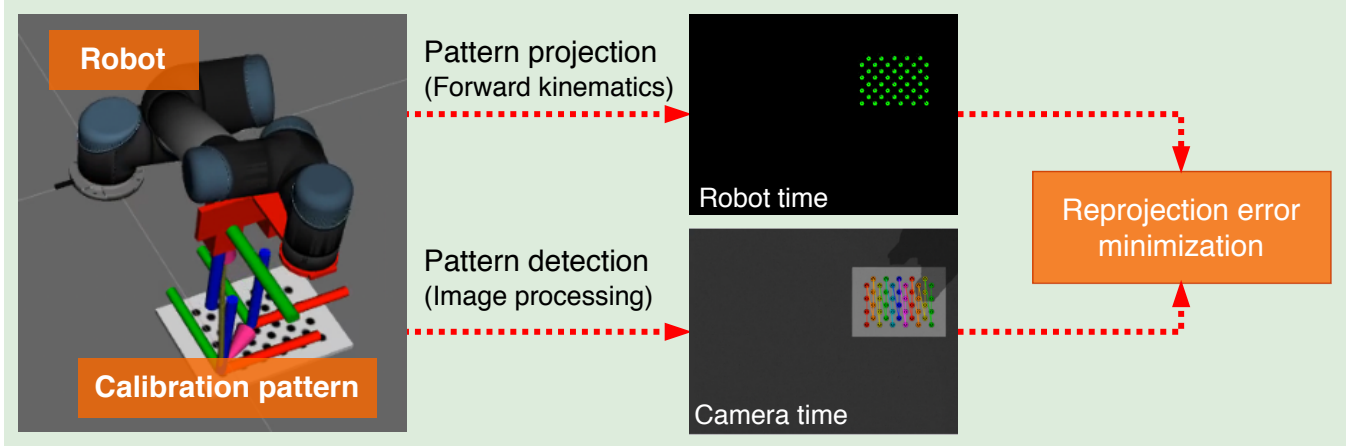 Robot
Calibration pattern
Pattern projection
(Forward kinematics)
Robot time
Pattern detection
(Image processing)
Camera time
Reprojection error
minimization